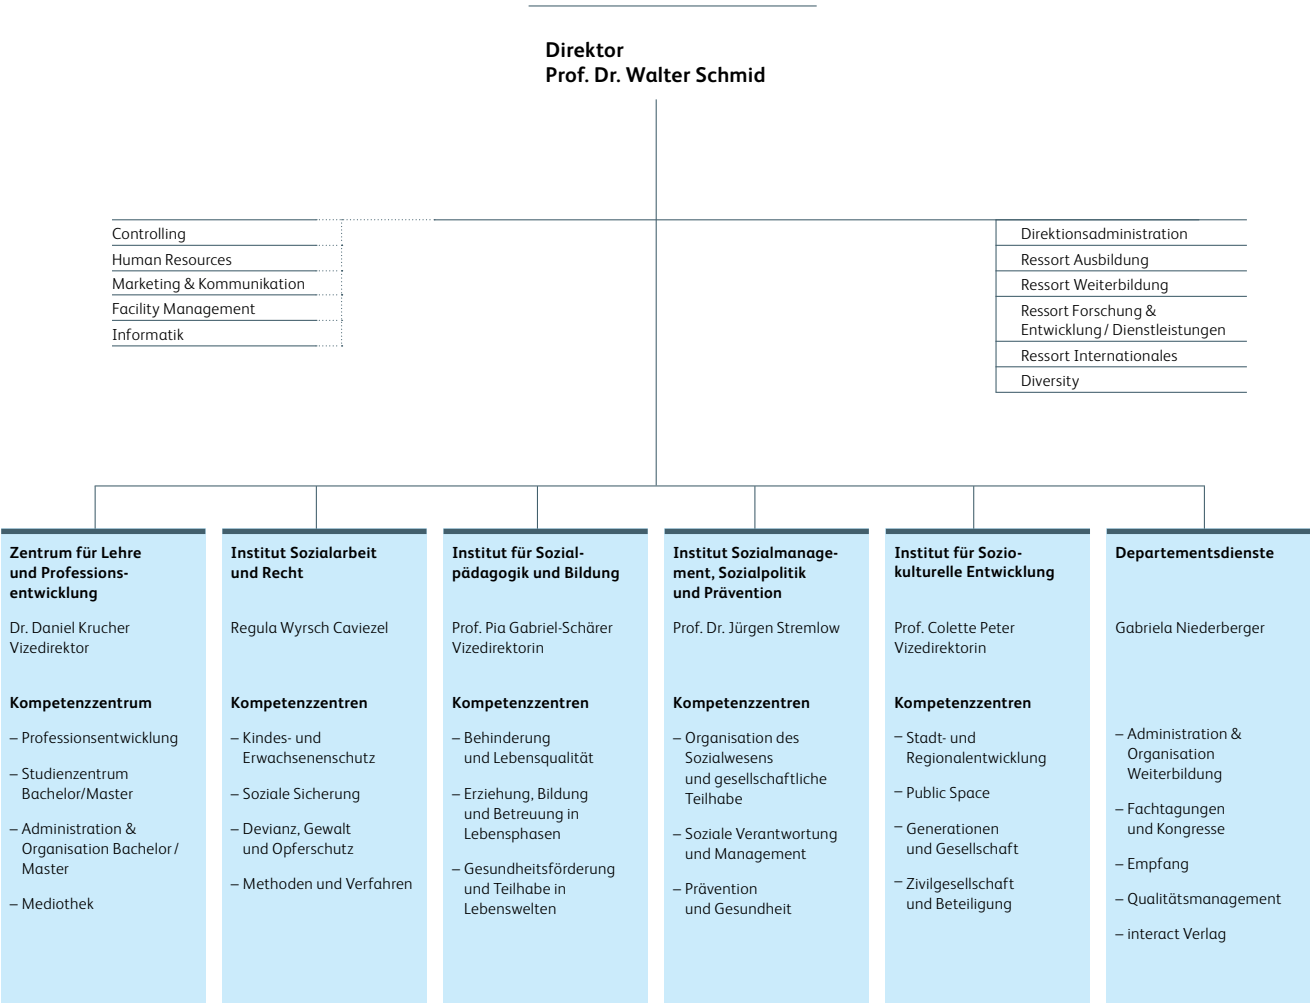 Direktor
Prof. Dr. Walter Schmid
Controlling
Human Resources
Marketing & Kommunikation
Facility Management
Informatik
Direktionsadministration
Ressort Ausbildung
Ressort Weiterbildung
Ressort Forschung &
Entwicklung / Dienstleistungen
Ressort Internationales
Diversity
Zentrum für Lehre
und Professions-
entwicklung
Dr. Daniel Krucher
Vizedirektor
Kompetenzzentrum
– Professionsentwicklung
– Studienzentrum
Bachelor/Master
– Administration &
Organisation Bachelor /
Master
– Mediothek
Institut Sozialarbeit
und Recht
Regula Wyrsch Caviezel
Kompetenzzentren
– Kindes- und
Erwachsenenschutz
– Soziale Sicherung
– Devianz, Gewalt
und Opferschutz
– Methoden und Verfahren
Institut für Sozial-
pädagogik und Bildung
Prof. Pia Gabriel-Schärer
Vizedirektorin
Kompetenzzentren
– Behinderung
und Lebensqualität
– Erziehung, Bildung
und Betreuung in
Lebensphasen
– Gesundheitsförderung
und Teilhabe in
Lebenswelten
Institut Sozialmanage-
ment, Sozialpolitik
und Prävention
Prof. Dr. Jürgen Stremlow
Kompetenzzentren
– Organisation des
Sozialwesens
und gesellschaftliche
Teilhabe
– Soziale Verantwortung
und Management
– Prävention
und Gesundheit
Institut für Sozio-
kulturelle Entwicklung
Prof. Colette Peter
Vizedirektorin
Kompetenzzentren
– Stadt- und
Regionalentwicklung
– Public Space
– Generationen
und Gesellschaft
– Zivilgesellschaft
und Beteiligung
Departementsdienste
Gabriela Niederberger
– Administration &
Organisation
Weiterbildung
– Fachtagungen
und Kongresse
– Empfang
– Qualitätsmanagement
– interact Verlag